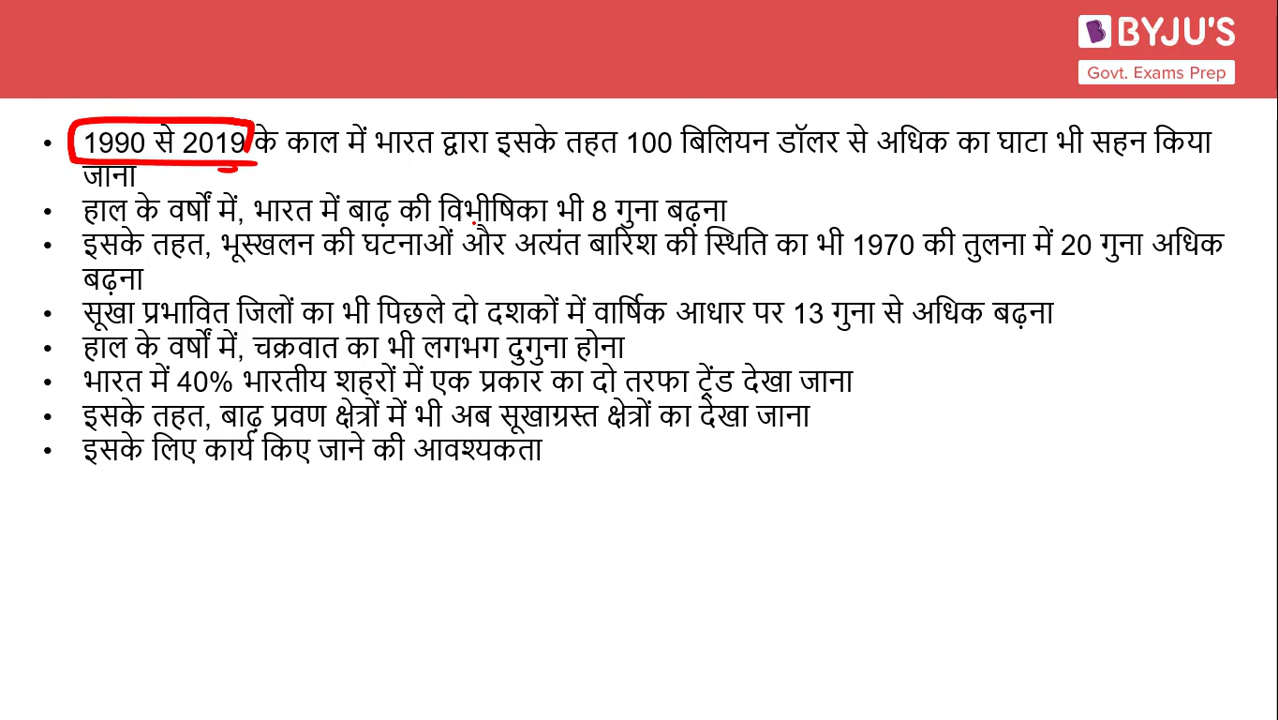 BYJU'S
Govt. Exams Prep
• 1990 से 2019 के काल में भारत द्वारा इसके तहत 100 बिलियन डॉलर से अधिक का घाटा भी सहन किया
जाना
• हाल के वर्षों में, भारत में बाढ़ की विभीषिका भी 8 गुना बढ़ना
• इसके तहत, भूस्खलन की घटनाओं और अत्यंत बारिश की स्थिति का भी 1970 की तुलना में 20 गुना अधिक
बढ़ना
• सूखा प्रभावित जिलों का भी पिछले दो दशकों में वार्षिक आधार पर 13 गुना से अधिक बढ़ना
• हाल के वर्षों में, चक्रवात का भी लगभग दुगुना होना
• भारत में 40% भारतीय शहरों में एक प्रकार का दो तरफा ट्रेंड देखा जाना
• इसके तहत, बाढ़ प्रवण क्षेत्रों में भी अब सूखाग्रस्त क्षेत्रों का देखा जाना
• इसके लिए कार्य किए जाने की आवश्यकता